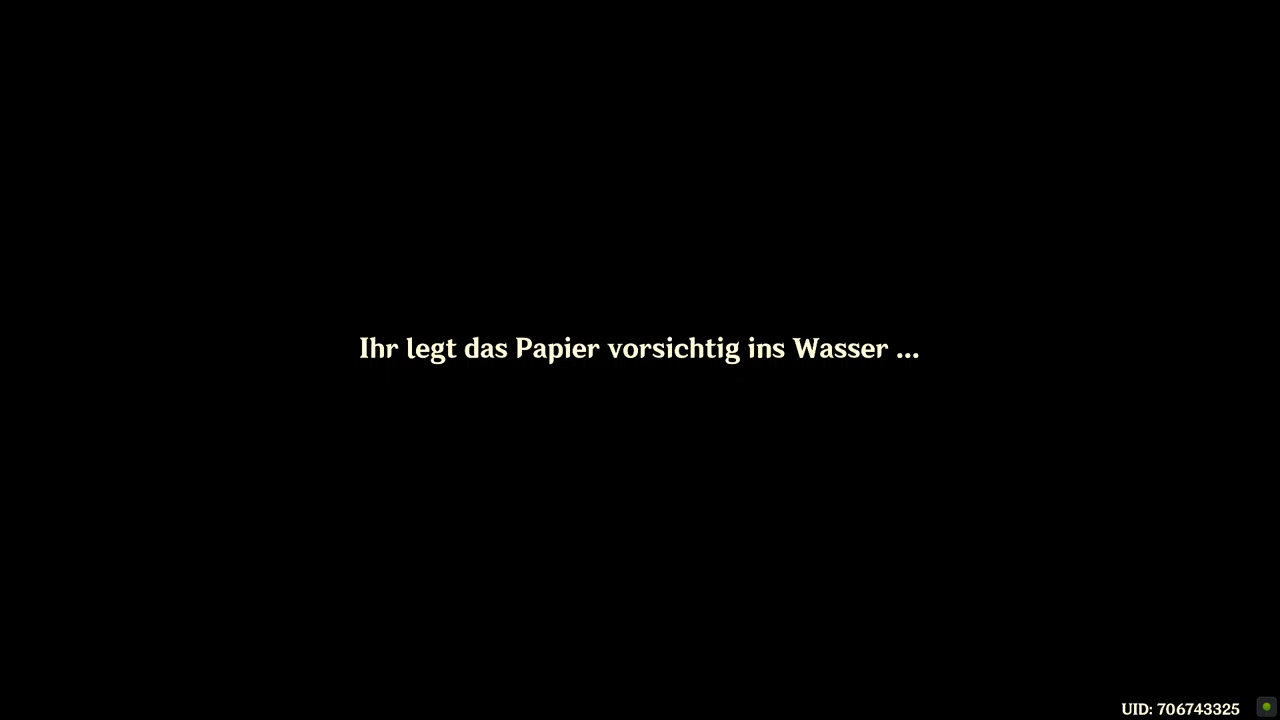 Ihr legt das Papier vorsichtig ins Wasser ...
UID: 706743325